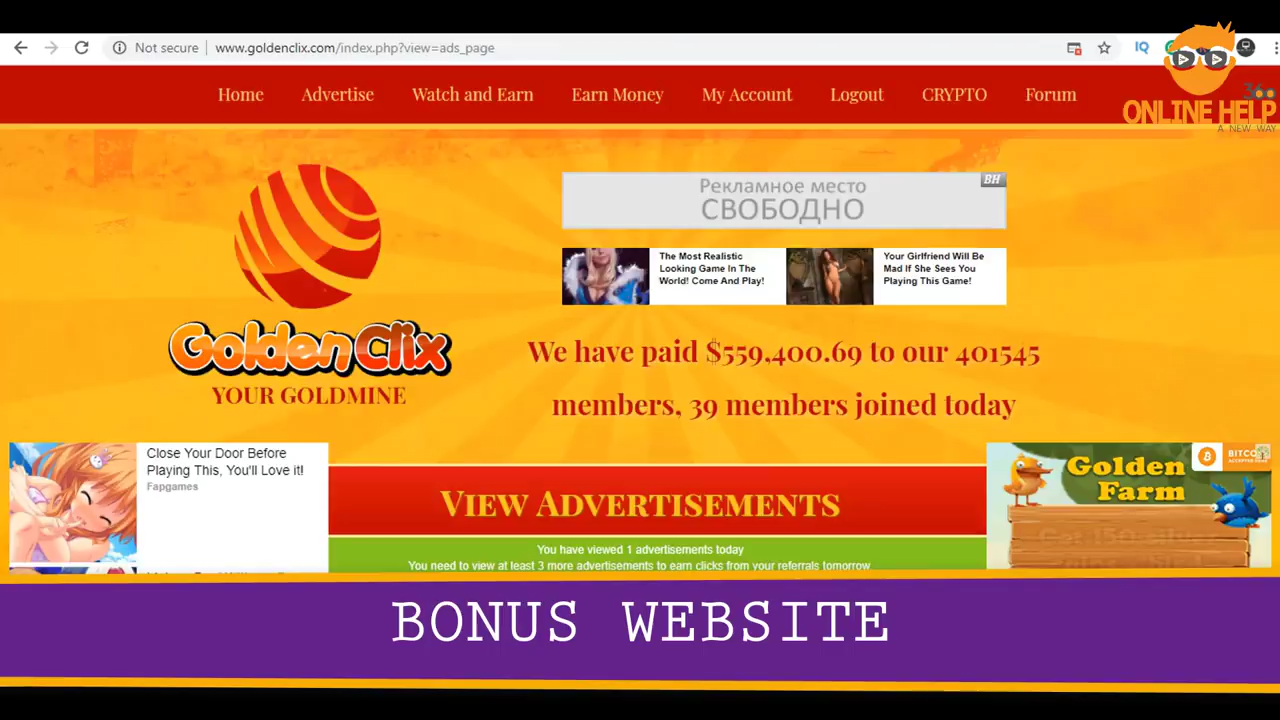 Not secure
www.goldenclix.com/index.php?view=ads_page
IQ
Home
Advertise
Watch and Earn
Earn Money
My Account
Logout
CRYPTO
Forum
360
ONLINE HELP
A NEW WAY
Рекламное место
СВОБОДНО
BH
The Most Realistic
Looking Game In The
World! Come And Play!
Your Girlfriend Will Be
Mad If She Sees You
Playing This Game!
GoldenClix
YOUR GOLDMINE
We have paid $559,400.69 to our 401545
members, 39 members joined today
Close Your Door Before
Playing This, You'll Love it!
Fapgames
Golden
Farm
VIEW ADVERTISEMENTS
You have viewed 1 advertisements today
You need to view at least 3 more advertisements to earn clicks from your referrals tomorrow
BONUS WEBSITE